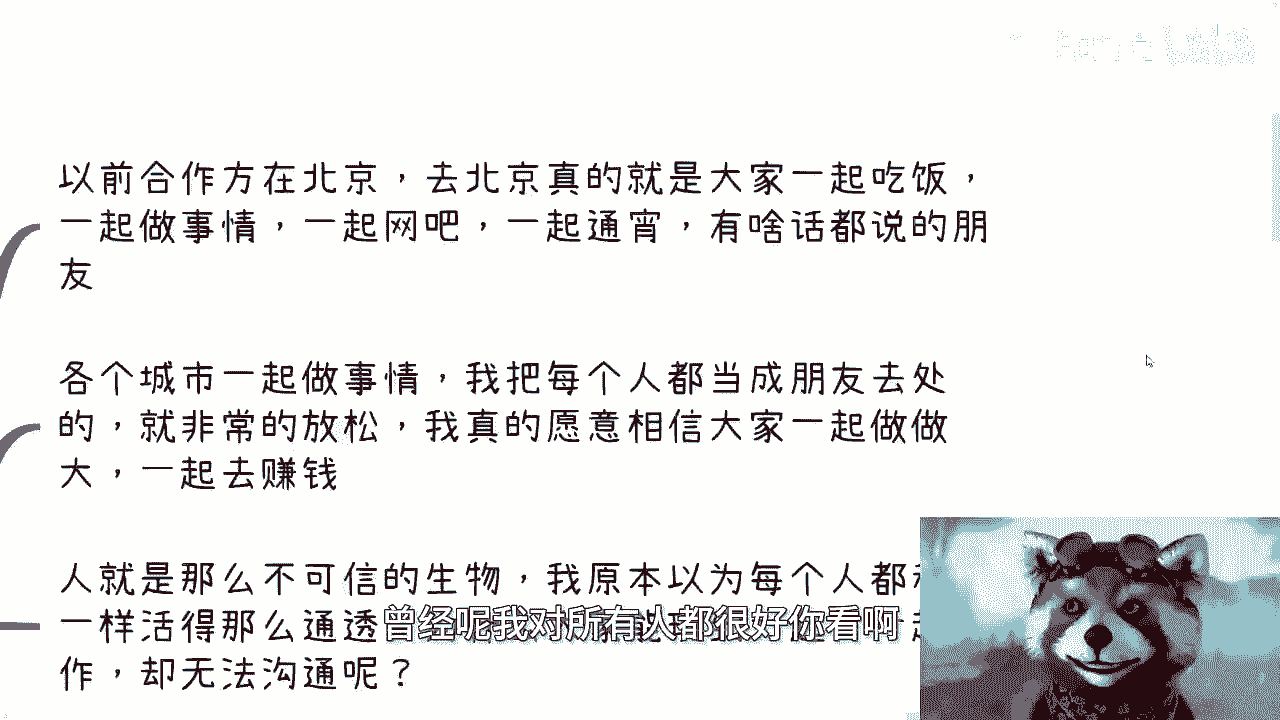 以前合作方在北京，去北京真的就是大家一起吃饭，
一起做事情，一起网吧，一起通宵，有啥话都说的朋
友
各个城市一起做事情，我把每个人都当成朋友去处
的，就非常的放松，我真的愿意相信大家一起做做
大，一起去赚钱
人就是那么不可信的生物，我原本以为每个人都
一样活得那么通透
曾经呢我对所有人都很好你看啊
作，却无法沟通呢？